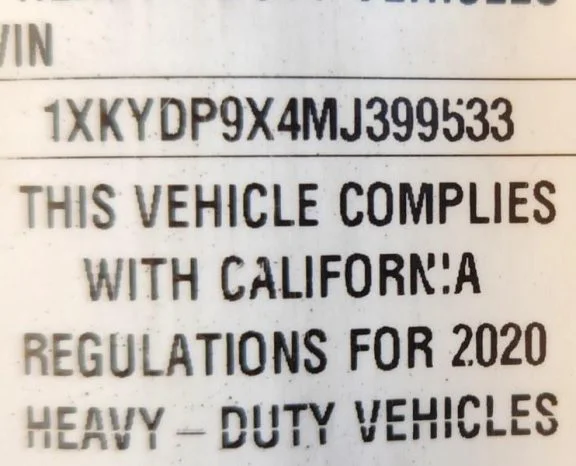 VIN
1XKYDP9X4MJ399533
THIS VEHICLE COMPLIES
WITH CALIFORNIA
REGULATIONS FOR 2020
HEAVY - DUTY VEHICLES